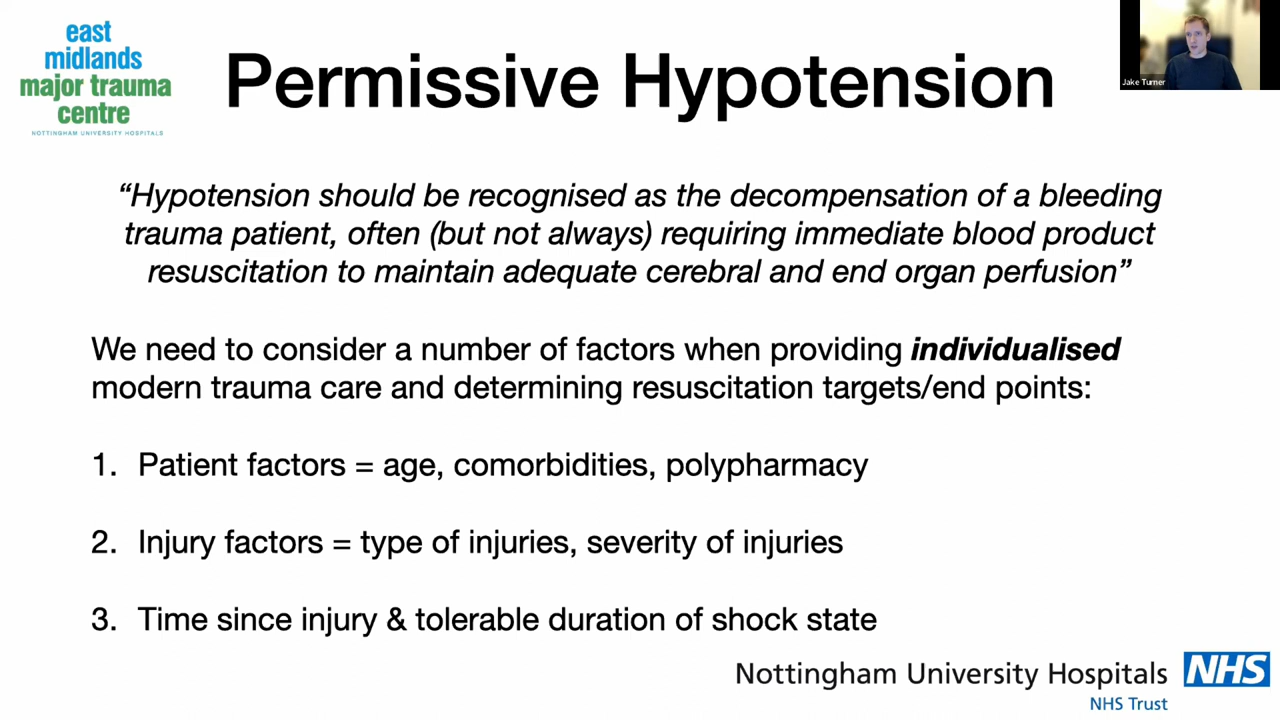 east
midlands
major trauma
centre
NOTTINGHAM UNIVERSITY HOSPITALS
Permissive Hypotension
Jake Turner
“Hypotension should be recognised as the decompensation of a bleeding
trauma patient, often (but not always) requiring immediate blood product
resuscitation to maintain adequate cerebral and end organ perfusion”
We need to consider a number of factors when providing individualised
modern trauma care and determining resuscitation targets/end points:
1. Patient factors = age, comorbidities, polypharmacy
2. Injury factors = type of injuries, severity of injuries
3. Time since injury & tolerable duration of shock state
Nottingham University Hospitals NHS
NHS Trust